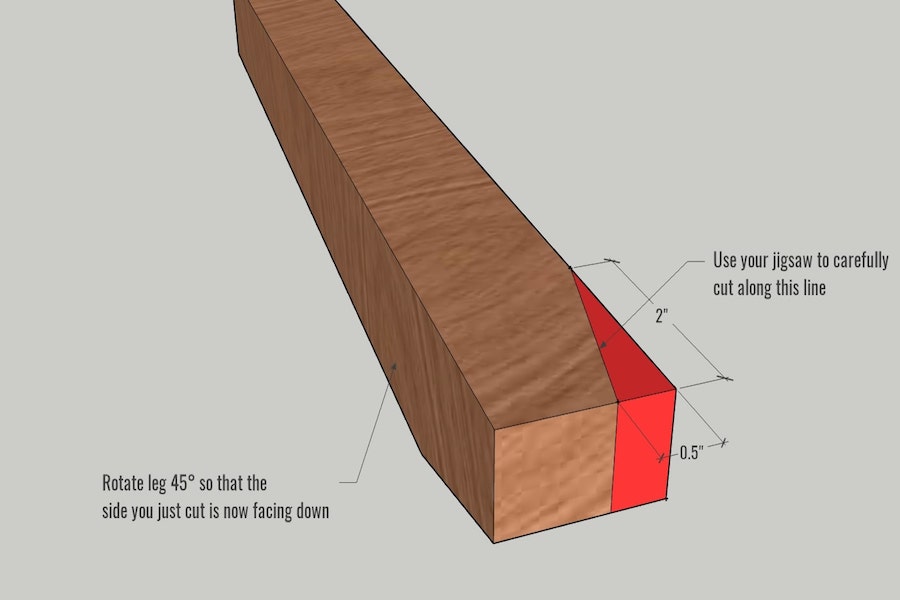 Use your jigsaw to carefully
cut along this line
2"
0.5"
Rotate leg 45° so that the
side you just cut is now facing down